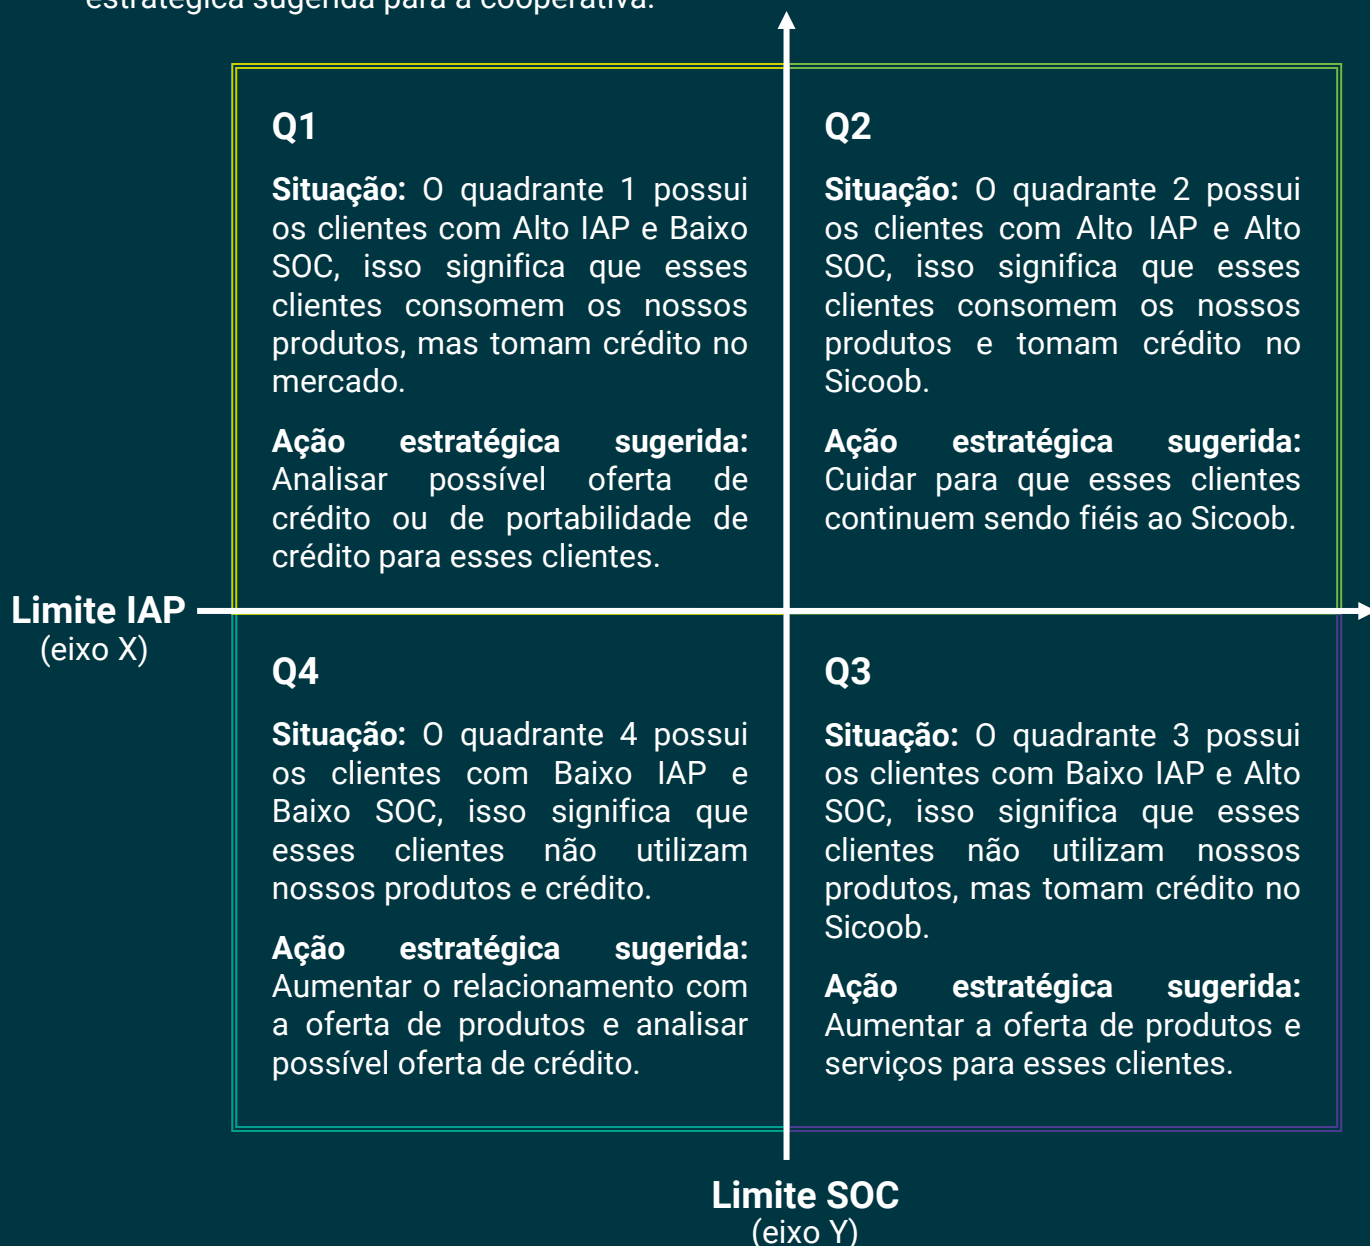 estratégica sugerida para a cooperativa.
Q1
Situação: O quadrante 1 possui
os clientes com Alto IAP e Baixo
SOC, isso significa que esses
clientes consomem os nossos
produtos, mas tomam crédito no
mercado.
Ação estratégica sugerida:
Analisar possível oferta de
crédito ou de portabilidade de
crédito para esses clientes.
Q2
Situação: O quadrante 2 possui
os clientes com Alto IAP e Alto
SOC, isso significa que esses
clientes consomem os nossos
produtos e tomam crédito no
Sicoob.
Ação estratégica sugerida:
Cuidar para que esses clientes
continuem sendo fiéis ao Sicoob.
Limite IAP
(eixo X)
Q4
Situação: O quadrante 4 possui
os clientes com Baixo IAP e
Baixo SOC, isso significa que
esses clientes não utilizam
nossos produtos e crédito.
Ação estratégica sugerida:
Aumentar o relacionamento com
a oferta de produtos e analisar
possível oferta de crédito.
Q3
Situação: O quadrante 3 possui
os clientes com Baixo IAP e Alto
SOC, isso significa que esses
clientes não utilizam nossos
produtos, mas tomam crédito no
Sicoob.
Ação estratégica sugerida:
Aumentar a oferta de produtos e
serviços para esses clientes.
Limite SOC
(eixo Y)